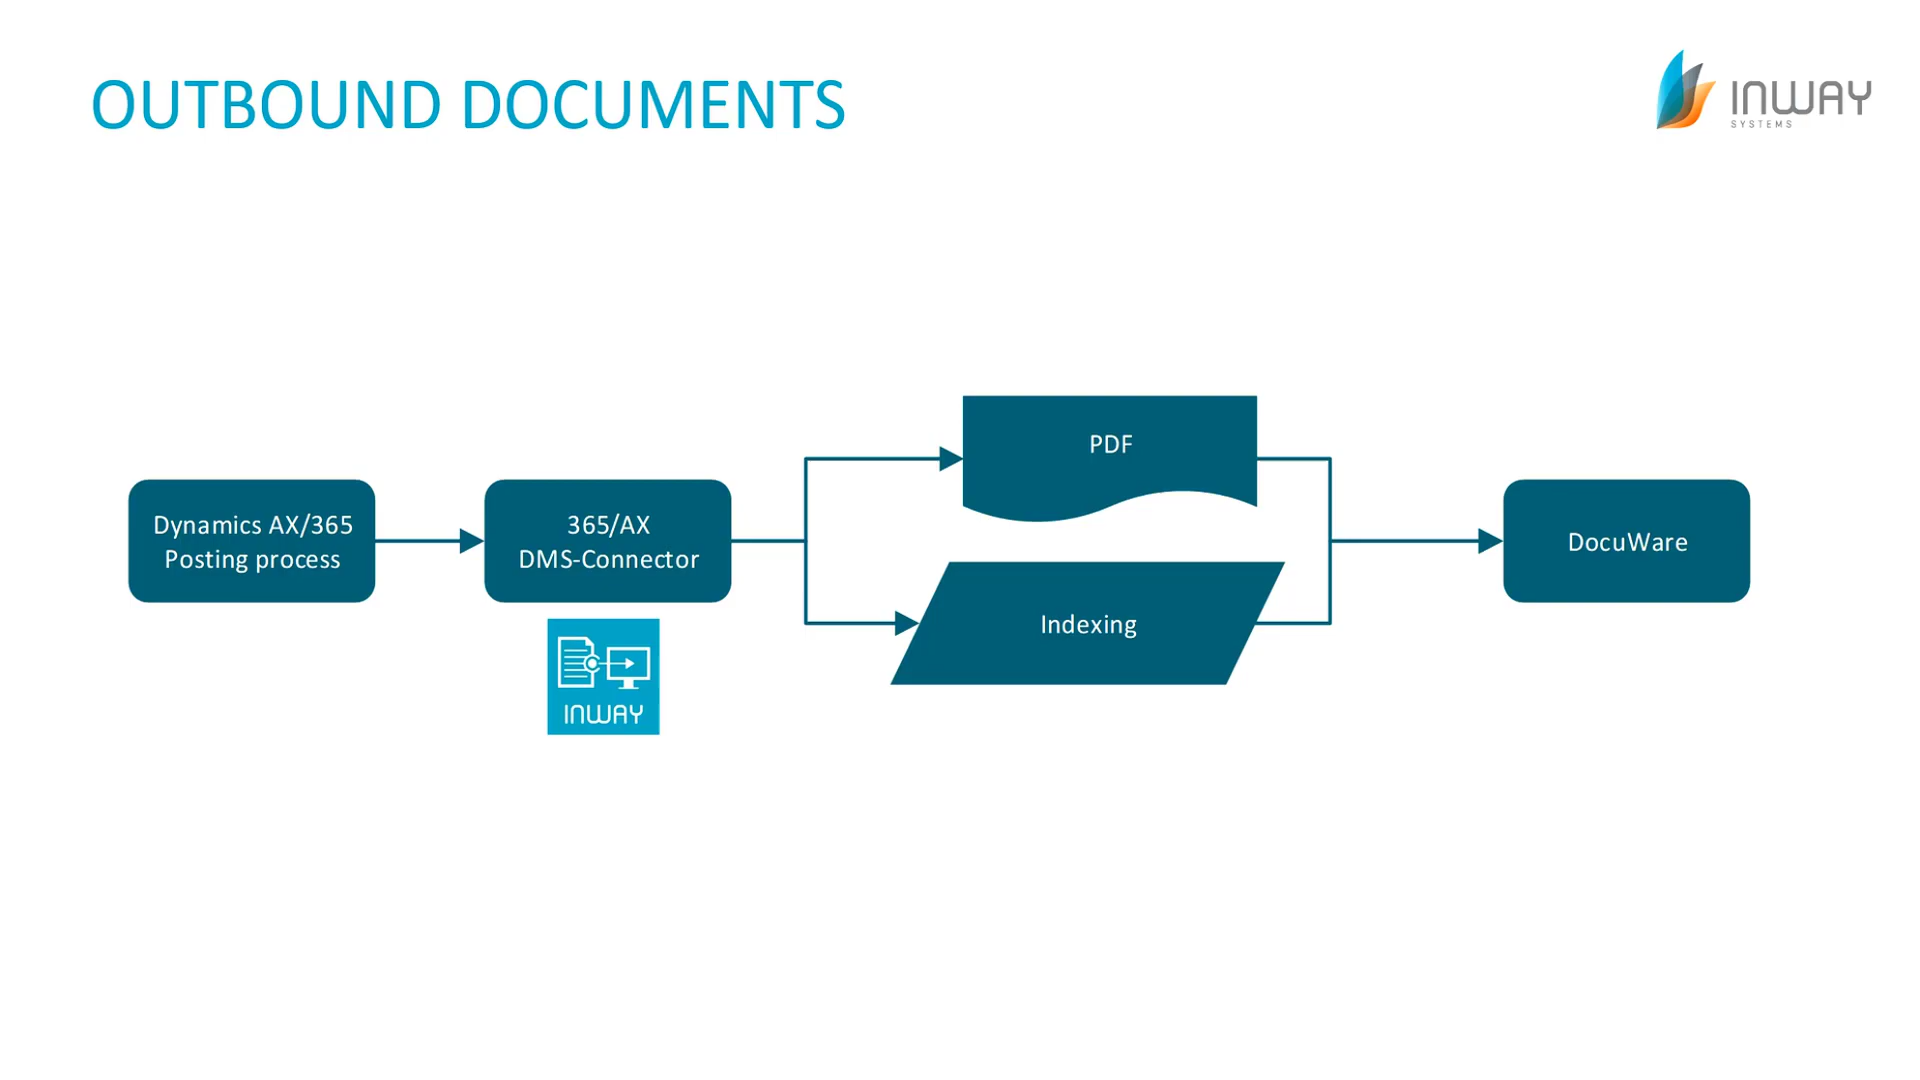 OUTBOUND DOCUMENTS
INWAY
SYSTEMS
Dynamics AX/365
Posting process
365/AX
DMS-Connector
INWAY
PDF
Indexing
DocuWare